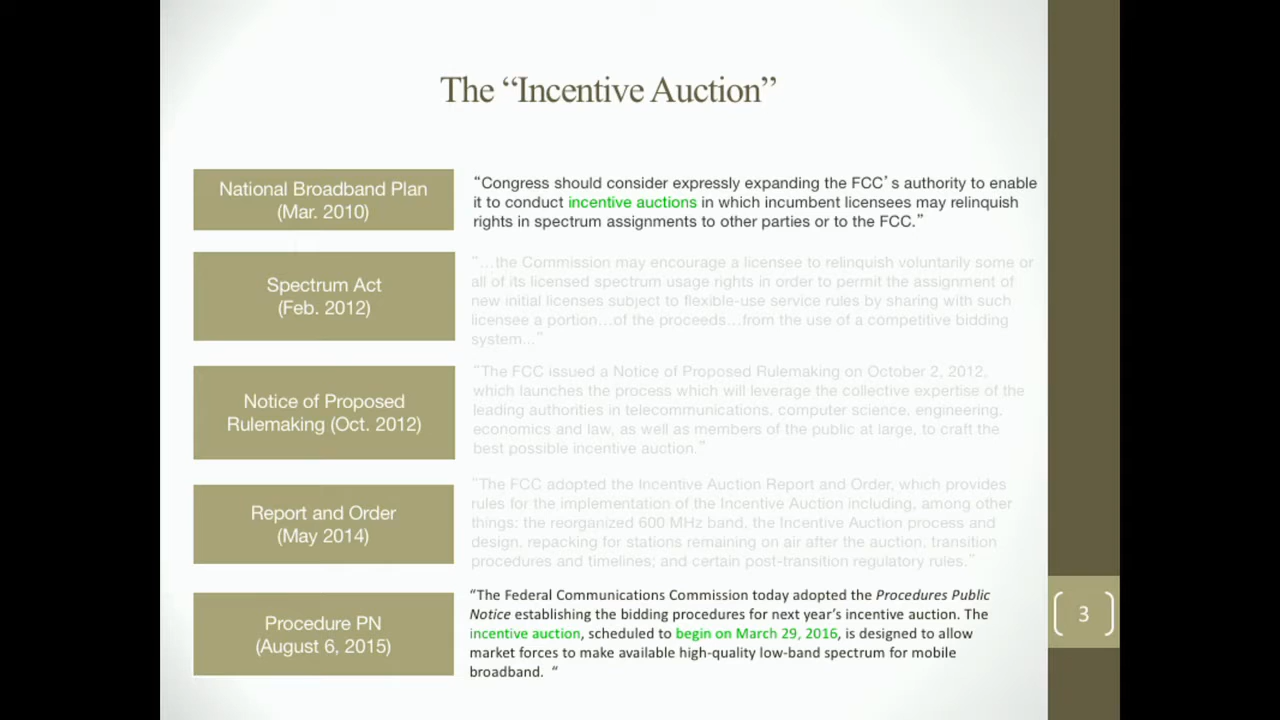 The “Incentive Auction”
National Broadband Plan
(Mar. 2010)
“Congress should consider expressly expanding the FCC’s authority to enable
it to conduct incentive auctions in which incumbent licensees may relinquish
rights in spectrum assignments to other parties or to the FCC.”
Spectrum Act
(Feb. 2012)
“…the Commission may encourage a licensee to relinquish voluntarily some or
all of its licensed spectrum usage rights in order to permit the assignment of
new initial licenses subject to flexible-use service rules by sharing with such
licensee a portion…of the proceeds…from the use of a competitive bidding
system...”
Notice of Proposed
Rulemaking (Oct. 2012)
“The FCC issued a Notice of Proposed Rulemaking on October 2, 2012,
which launches the process which will leverage the collective expertise of the
leading authorities in telecommunications, computer science, engineering,
economics and law, as well as members of the public at large, to craft the
best possible incentive auction.”
Report and Order
(May 2014)
“The FCC adopted the Incentive Auction Report and Order, which provides
rules for the implementation of the Incentive Auction including, among other
things: the reorganized 600 MHz band, the Incentive Auction process and
design, repacking for stations remaining on air after the auction, transition
procedures and timelines; and certain post-transition regulatory rules.”
Procedure PN
(August 6, 2015)
“The Federal Communications Commission today adopted the Procedures Public
Notice establishing the bidding procedures for next year’s incentive auction. The
incentive auction, scheduled to begin on March 29, 2016, is designed to allow
market forces to make available high-quality low-band spectrum for mobile
broadband. “
3